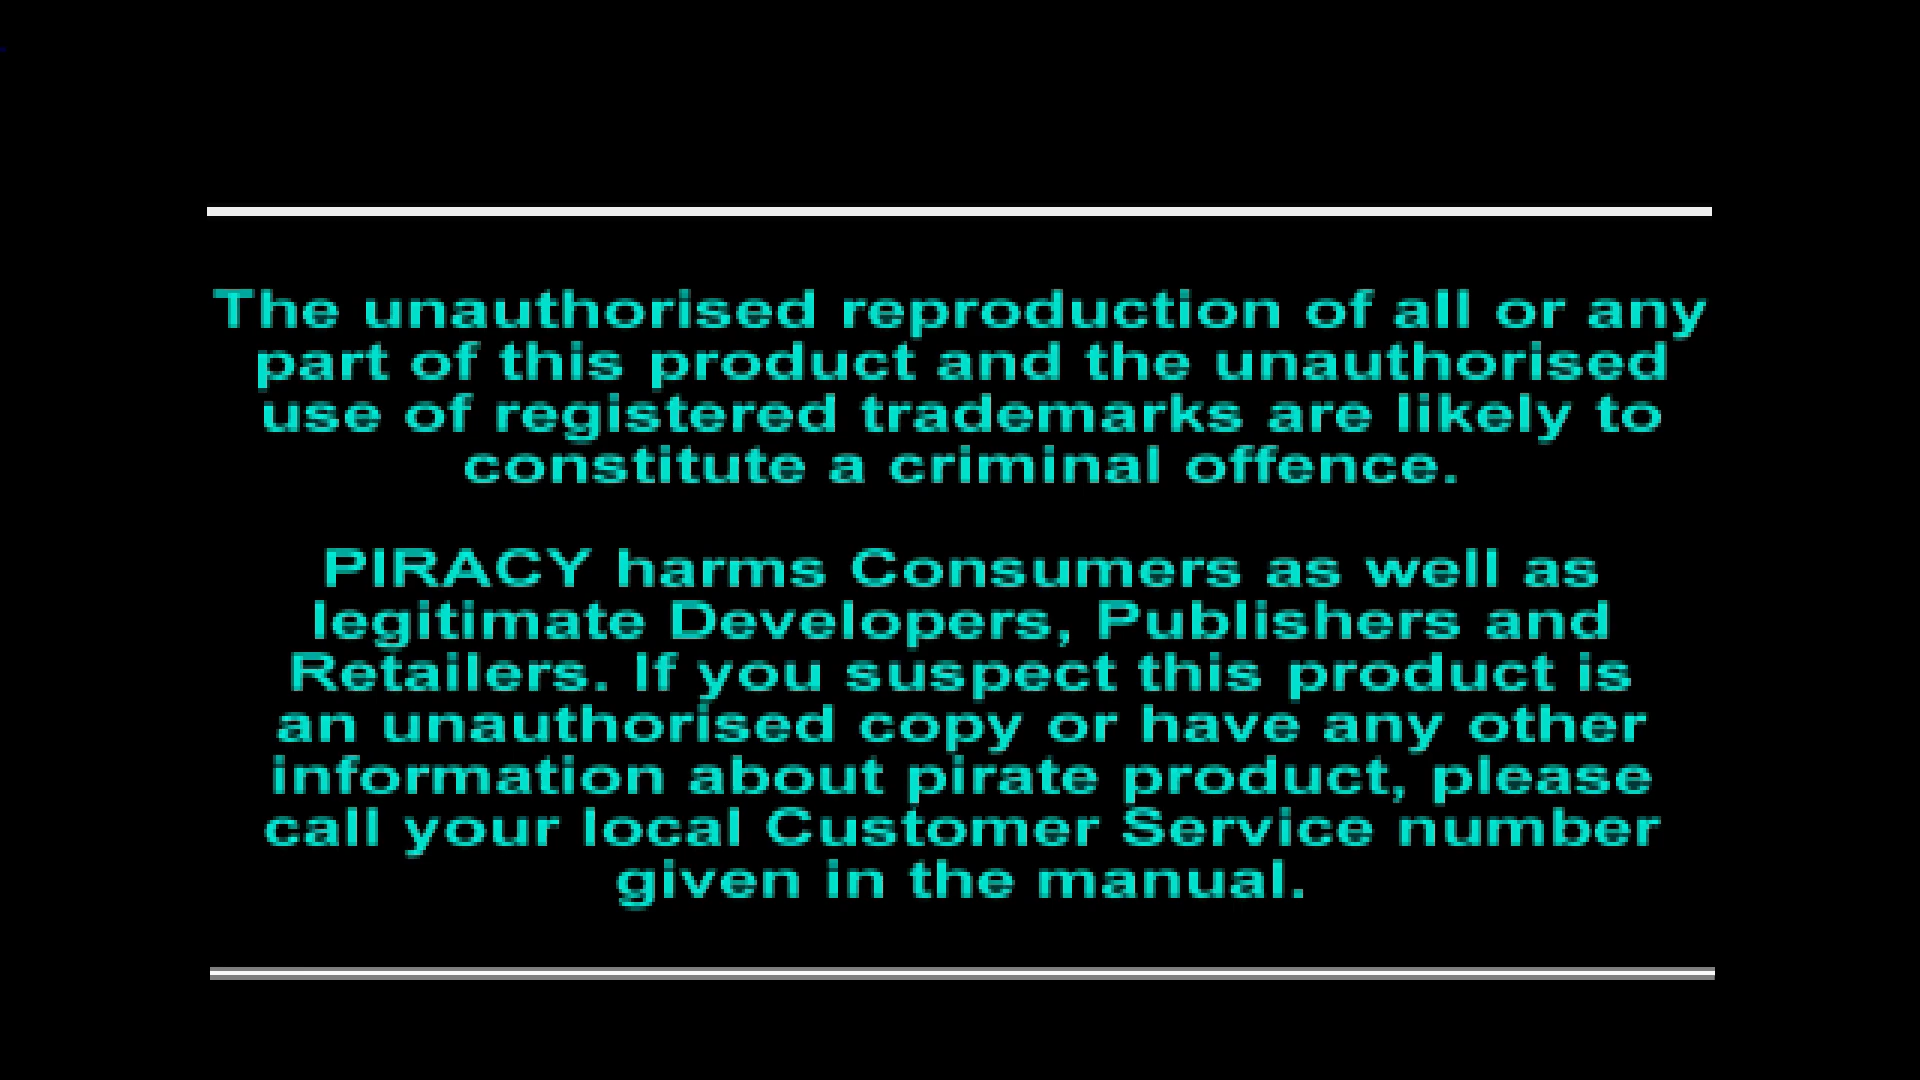 The unauthorised reproduction of all or any
part of this product and the unauthorised
use of registered trademarks are likely to
constitute a criminal offence.
PIRACY harms Consumers as well as
legitimate Developers, Publishers and
Retailers. If you suspect this product is
an unauthorised copy or have any other
information about pirate product, please
call your local Customer Service number
given in the manual.